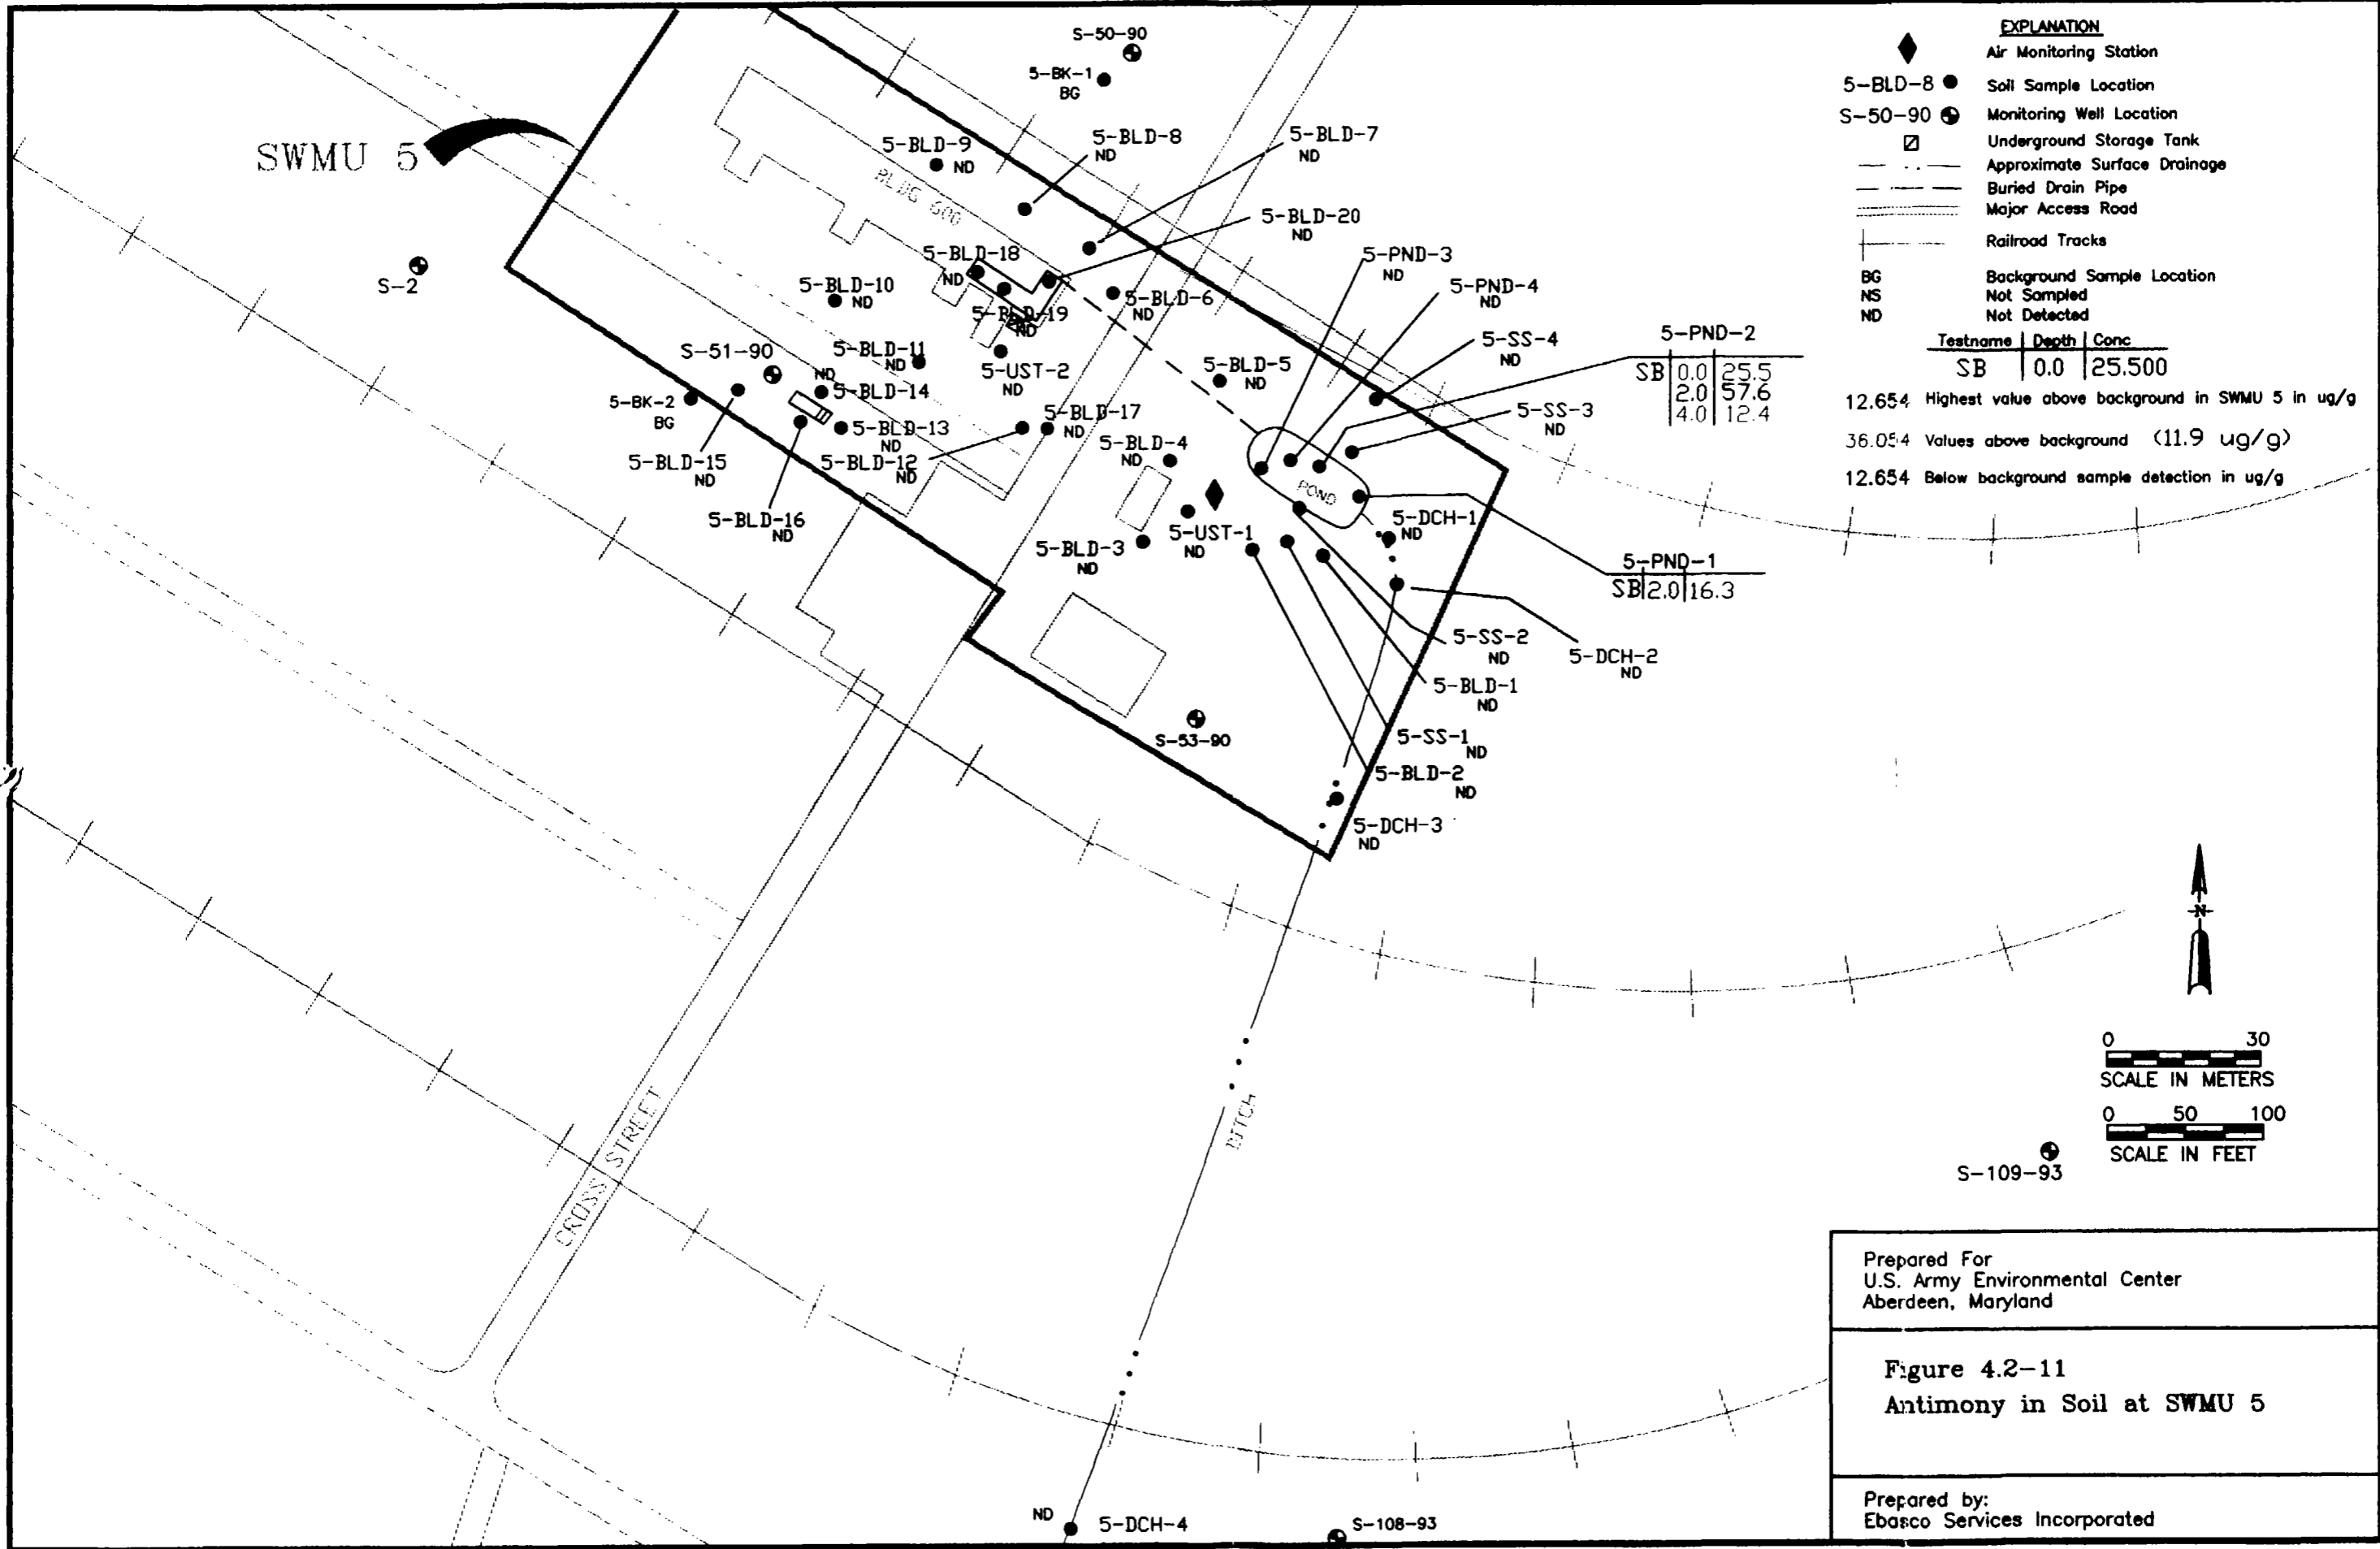 EXPLANATION
Air Monitoring Station
5-BLD-8 Soil Sample Location
S-50-90 Monitoring Well Location
Underground Storage Tank
Approximate Surface Drainage
Buried Drain Pipe
Major Access Road
Railroad Tracks
BG Background Sample Location
NS Not Sampled
ND Not Detected
Testname Depth Conc
SB 0.0 25.500
12.654 Highest value above background in SWMU 5 in ug/g
36.054 Values above background (11.9 ug/g)
12.654 Below background sample detection in ug/g
S-50-90
5-BK-1
BG
SWMU 5
5-BLD-9
ND
5-BLD-8
ND
5-BLD-7
ND
BLDG 600
5-BLD-20
ND
5-BLD-18
ND
5-PND-3
ND
S-2
5-BLD-10
ND
5-BLD-6
ND
5-PND-4
ND
5-BLD-19
ND
5-SS-4
ND
5-PND-2
SB 0.0 25.5
2.0 57.6
4.0 12.4
S-51-90
5-BLD-11
ND
5-UST-2
ND
5-BLD-5
ND
ND
5-BLD-14
5-BK-2
BG
5-BLD-17
ND
5-SS-3
ND
5-BLD-13
ND
5-BLD-4
ND
5-BLD-15
ND
5-BLD-12
ND
POND
5-BLD-16
ND
5-UST-1
ND
5-DCH-1
ND
5-BLD-3
ND
5-PND-1
SB 2.0 16.3
5-SS-2
ND
5-DCH-2
ND
5-BLD-1
ND
S-53-90
5-SS-1
ND
5-BLD-2
ND
5-DCH-3
ND
N
0 30
SCALE IN METERS
0 50 100
SCALE IN FEET
DITCH
CROSS STREET
S-109-93
Prepared For
U.S. Army Environmental Center
Aberdeen, Maryland
Figure 4.2-11
Antimony in Soil at SWMU 5
Prepared by:
Ebasco Services Incorporated
ND
5-DCH-4
S-108-93